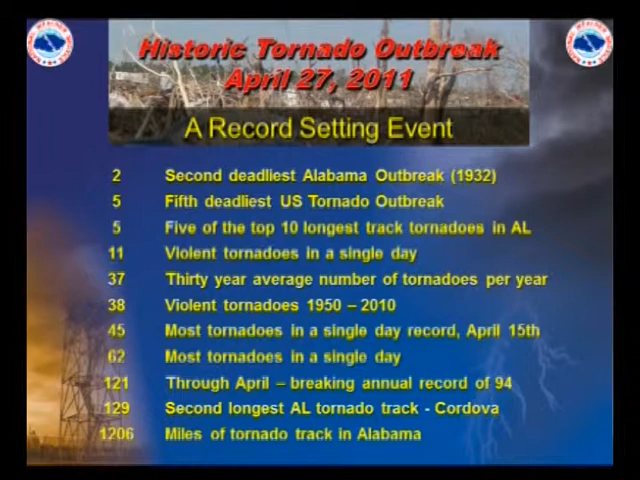 Historic Tornado Outbreak
April 27, 2011
A Record Setting Event
2 Second deadliest Alabama Outbreak (1932)
5 Fifth deadliest US Tornado Outbreak
5 Five of the top 10 longest track tornadoes in AL
11 Violent tornadoes in a single day
37 Thirty year average number of tornadoes per year
38 Violent tornadoes 1950 – 2010
45 Most tornadoes in a single day record, April 15th
62 Most tornadoes in a single day
121 Through April – breaking annual record of 94
129 Second longest AL tornado track - Cordova
1206 Miles of tornado track in Alabama